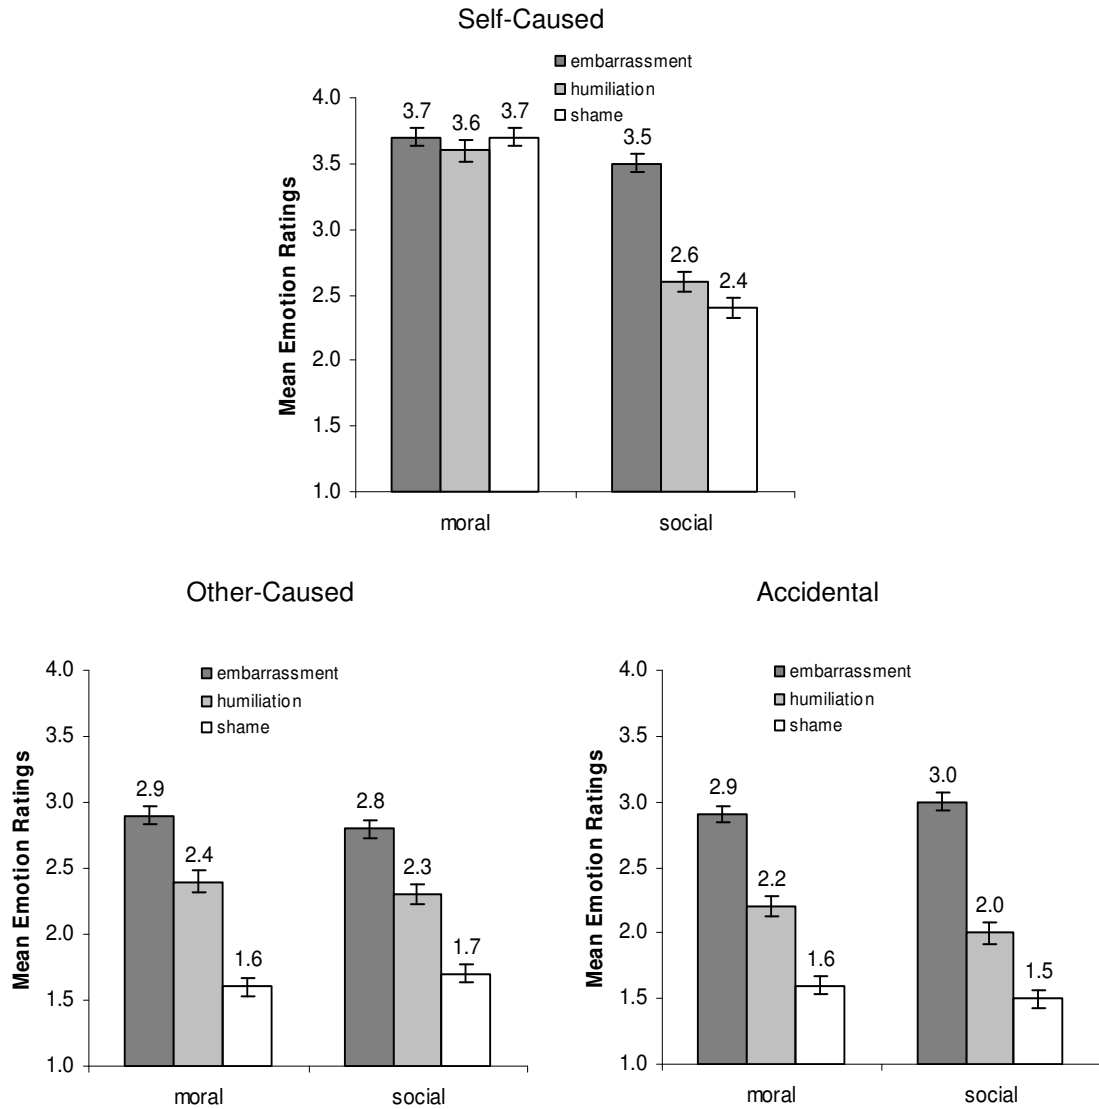 Self-Caused
embarrassment
humiliation
shame
Mean Emotion Ratings
4.0
3.5
3.0
2.5
2.0
1.5
1.0
3.7
3.6
3.7
3.5
2.6
2.4
moral
social
Other-Caused
embarrassment
humiliation
shame
Mean Emotion Ratings
4.0
3.5
3.0
2.5
2.0
1.5
1.0
2.9
2.4
1.6
2.8
2.3
1.7
moral
social
Accidental
embarrassment
humiliation
shame
Mean Emotion Ratings
4.0
3.5
3.0
2.5
2.0
1.5
1.0
2.9
2.2
1.6
3.0
2.0
1.5
moral
social